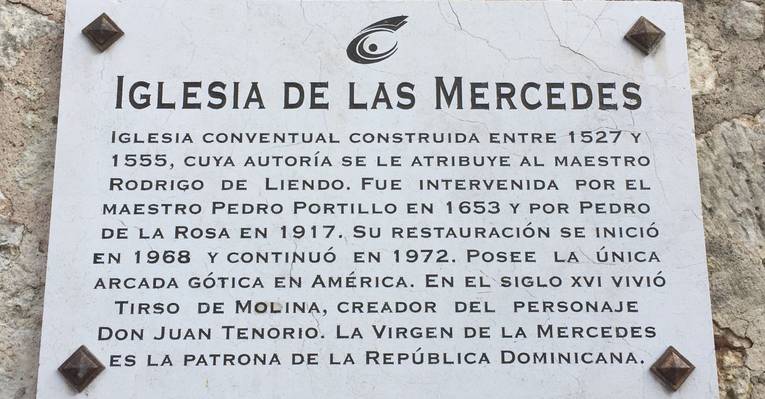 IGLESIA DE LAS MERCEDES
IGLESIA CONVENTUAL CONSTRUIDA ENTRE 1527 Y
1555, CUYA AUTORÍA SE LE ATRIBUYE AL MAESTRO
RODRIGO DE LIENDO. FUE INTERVENIDA POR EL
MAESTRO PEDRO PORTILLO EN 1653 Y POR PEDRO
DE LA ROSA EN 1917. SU RESTAURACIÓN SE INICIÓ
EN 1968 Y CONTINUÓ EN 1972. POSEE LA ÚNICA
ARCADA GÓTICA EN AMÉRICA. EN EL SIGLO XVI VIVIÓ
TIRSO DE MOLINA, CREADOR DEL PERSONAJE
DON JUAN TENORIO. LA VIRGEN DE LA MERCEDES
ES LA PATRONA DE LA REPÚBLICA DOMINICANA.